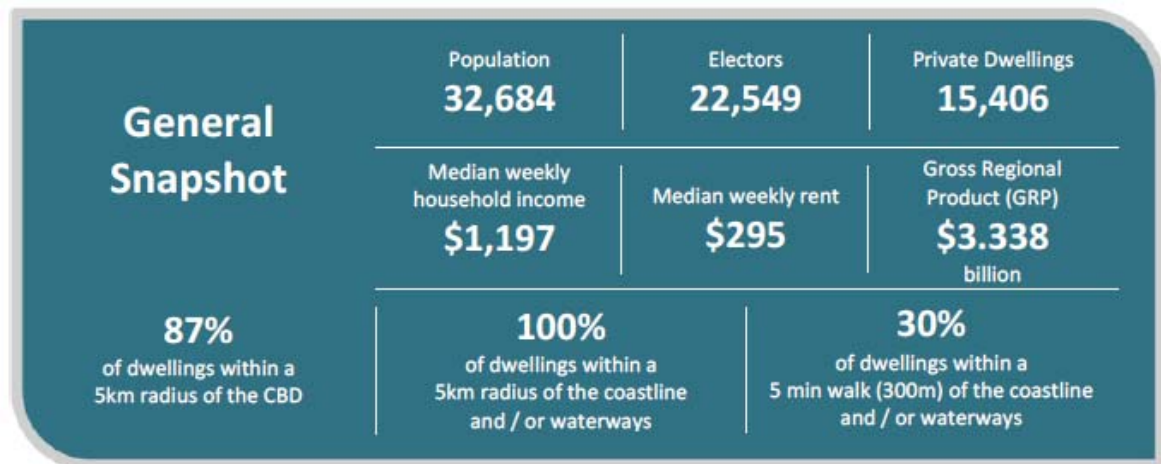 General
Snapshot
Population
32,684
Electors
22,549
Private Dwellings
15,406
Median weekly
household income
$1,197
Median weekly rent
$295
Gross Regional
Product (GRP)
$3.338
billion
87%
of dwellings within a
5km radius of the CBD
100%
of dwellings within a
5km radius of the coastline
and / or waterways
30%
of dwellings within a
5 min walk (300m) of the coastline
and / or waterways